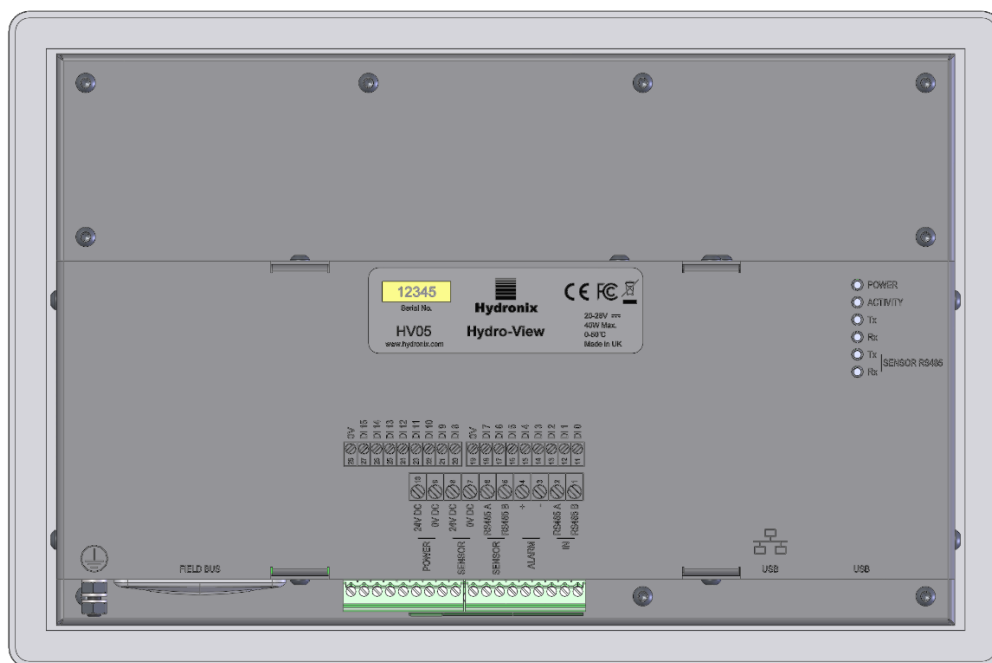 12345
Serial No.
HV05
www.hydronix.com
Hydronix
Hydro-View
CE FC
20-28V
40W Max.
0-50°C
Made in UK
POWER
ACTIVITY
Tx
Rx
Tx
Rx
SENSOR RS485
0V
DI 15
DI 14
DI 13
DI 12
DI 11
DI 10
DI 9
DI 8
0V
DI 7
DI 6
DI 5
DI 4
DI 3
DI 2
DI 1
DI 0
24V DC
0V DC
24V DC
0V DC
RS485 A
RS485 B
+
-
RS485 A
RS485 B
POWER
SENSOR
SENSOR
ALARM
IN
FIELD BUS
USB
USB